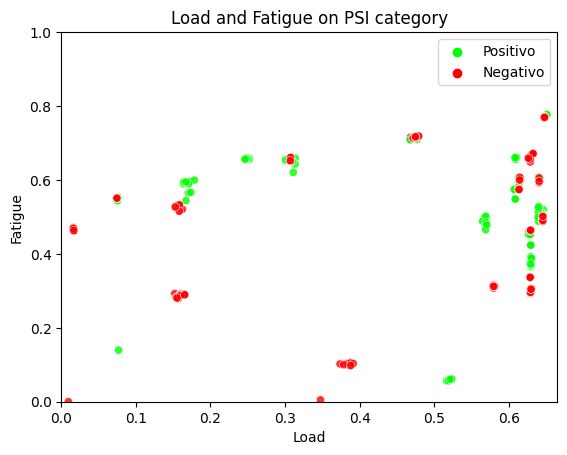 Load and Fatigue on PSI category
Positivo
Negativo
1.0
0.8
0.6
0.4
0.2
0.0
Fatigue
0.0 0.1 0.2 0.3 0.4 0.5 0.6
Load